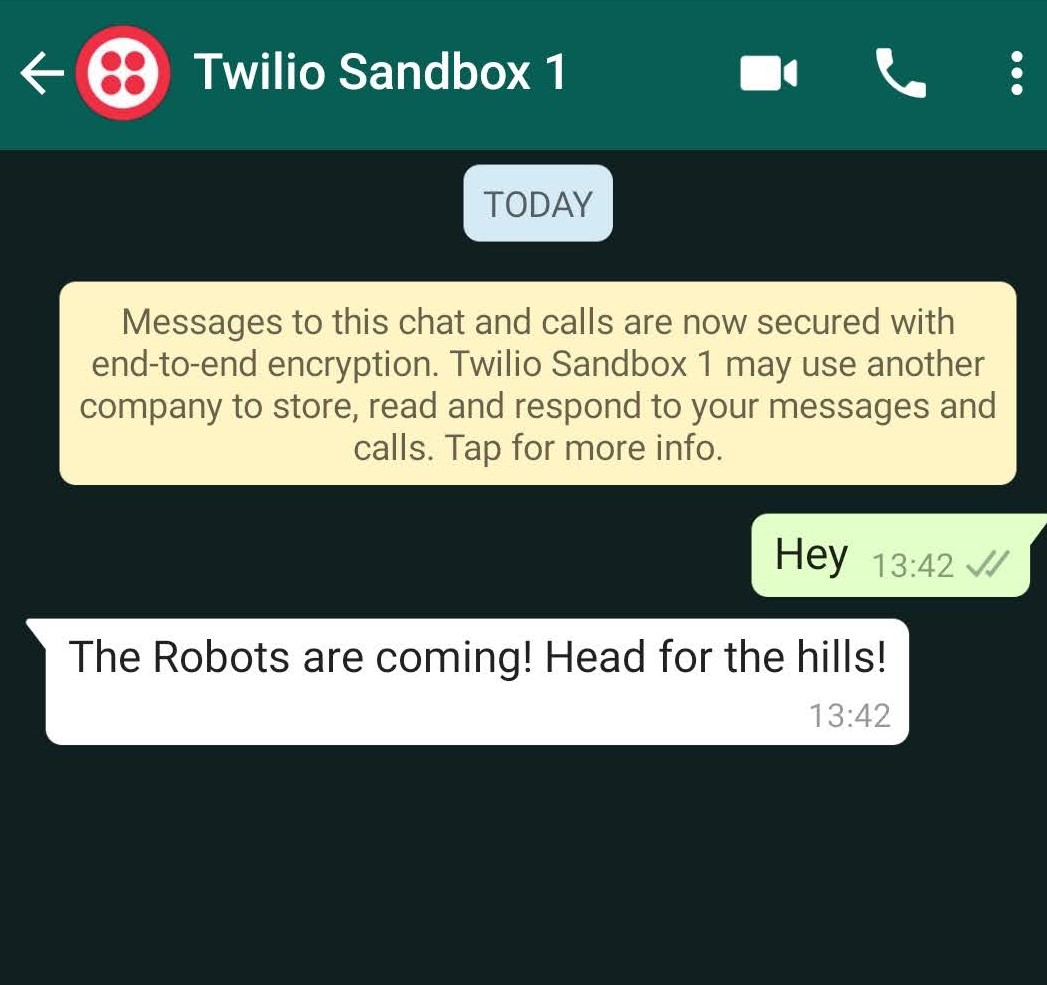 Twilio Sandbox 1
TODAY
Messages to this chat and calls are now secured with
end-to-end encryption. Twilio Sandbox 1 may use another
company to store, read and respond to your messages and
calls. Tap for more info.
Hey 13:42
The Robots are coming! Head for the hills!
13:42